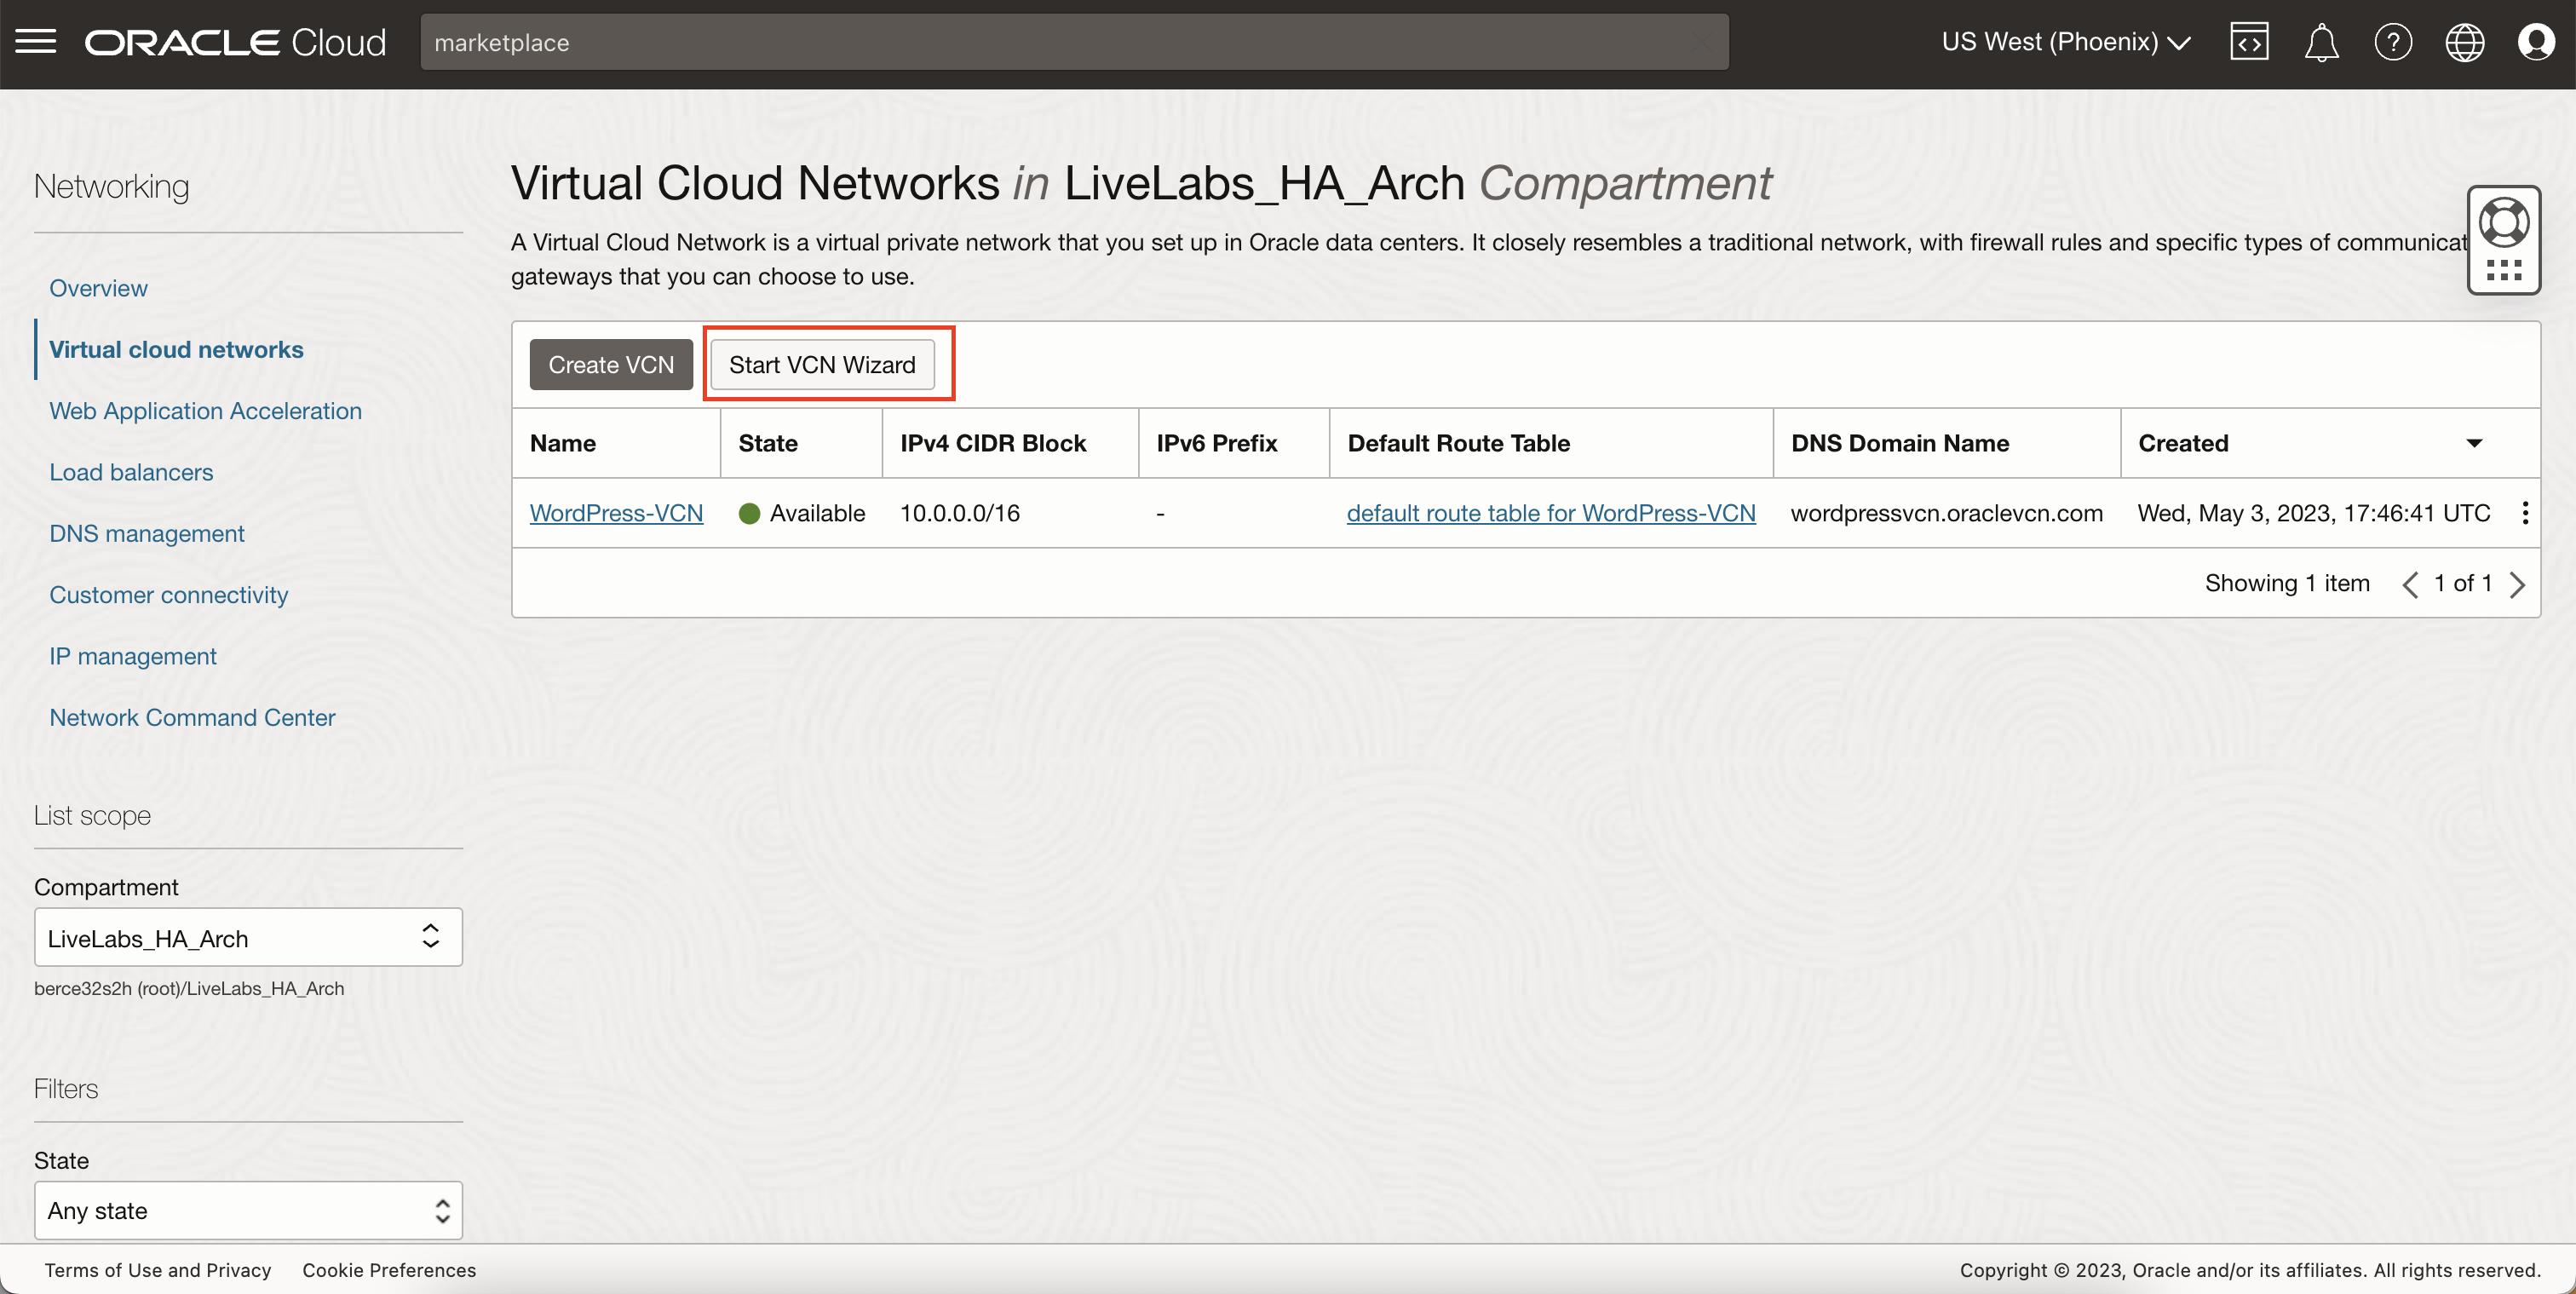 ORACLE Cloud
marketplace
US West (Phoenix)
Networking
Overview
Virtual cloud networks
Web Application Acceleration
Load balancers
DNS management
Customer connectivity
IP management
Network Command Center
List scope
Compartment
LiveLabs_HA_Arch
berce32s2h (root)/LiveLabs_HA_Arch
Filters
State
Any state
Virtual Cloud Networks in LiveLabs_HA_Arch Compartment
A Virtual Cloud Network is a virtual private network that you set up in Oracle data centers. It closely resembles a traditional network, with firewall rules and specific types of communicat
gateways that you can choose to use.
Create VCN Start VCN Wizard
Name State IPv4 CIDR Block IPv6 Prefix Default Route Table DNS Domain Name Created
WordPress-VCN Available 10.0.0.0/16 - default route table for WordPress-VCN wordpressvcn.oraclevcn.com Wed, May 3, 2023, 17:46:41 UTC
Showing 1 item 1 of 1
Terms of Use and Privacy Cookie Preferences
Copyright © 2023, Oracle and/or its affiliates. All rights reserved.